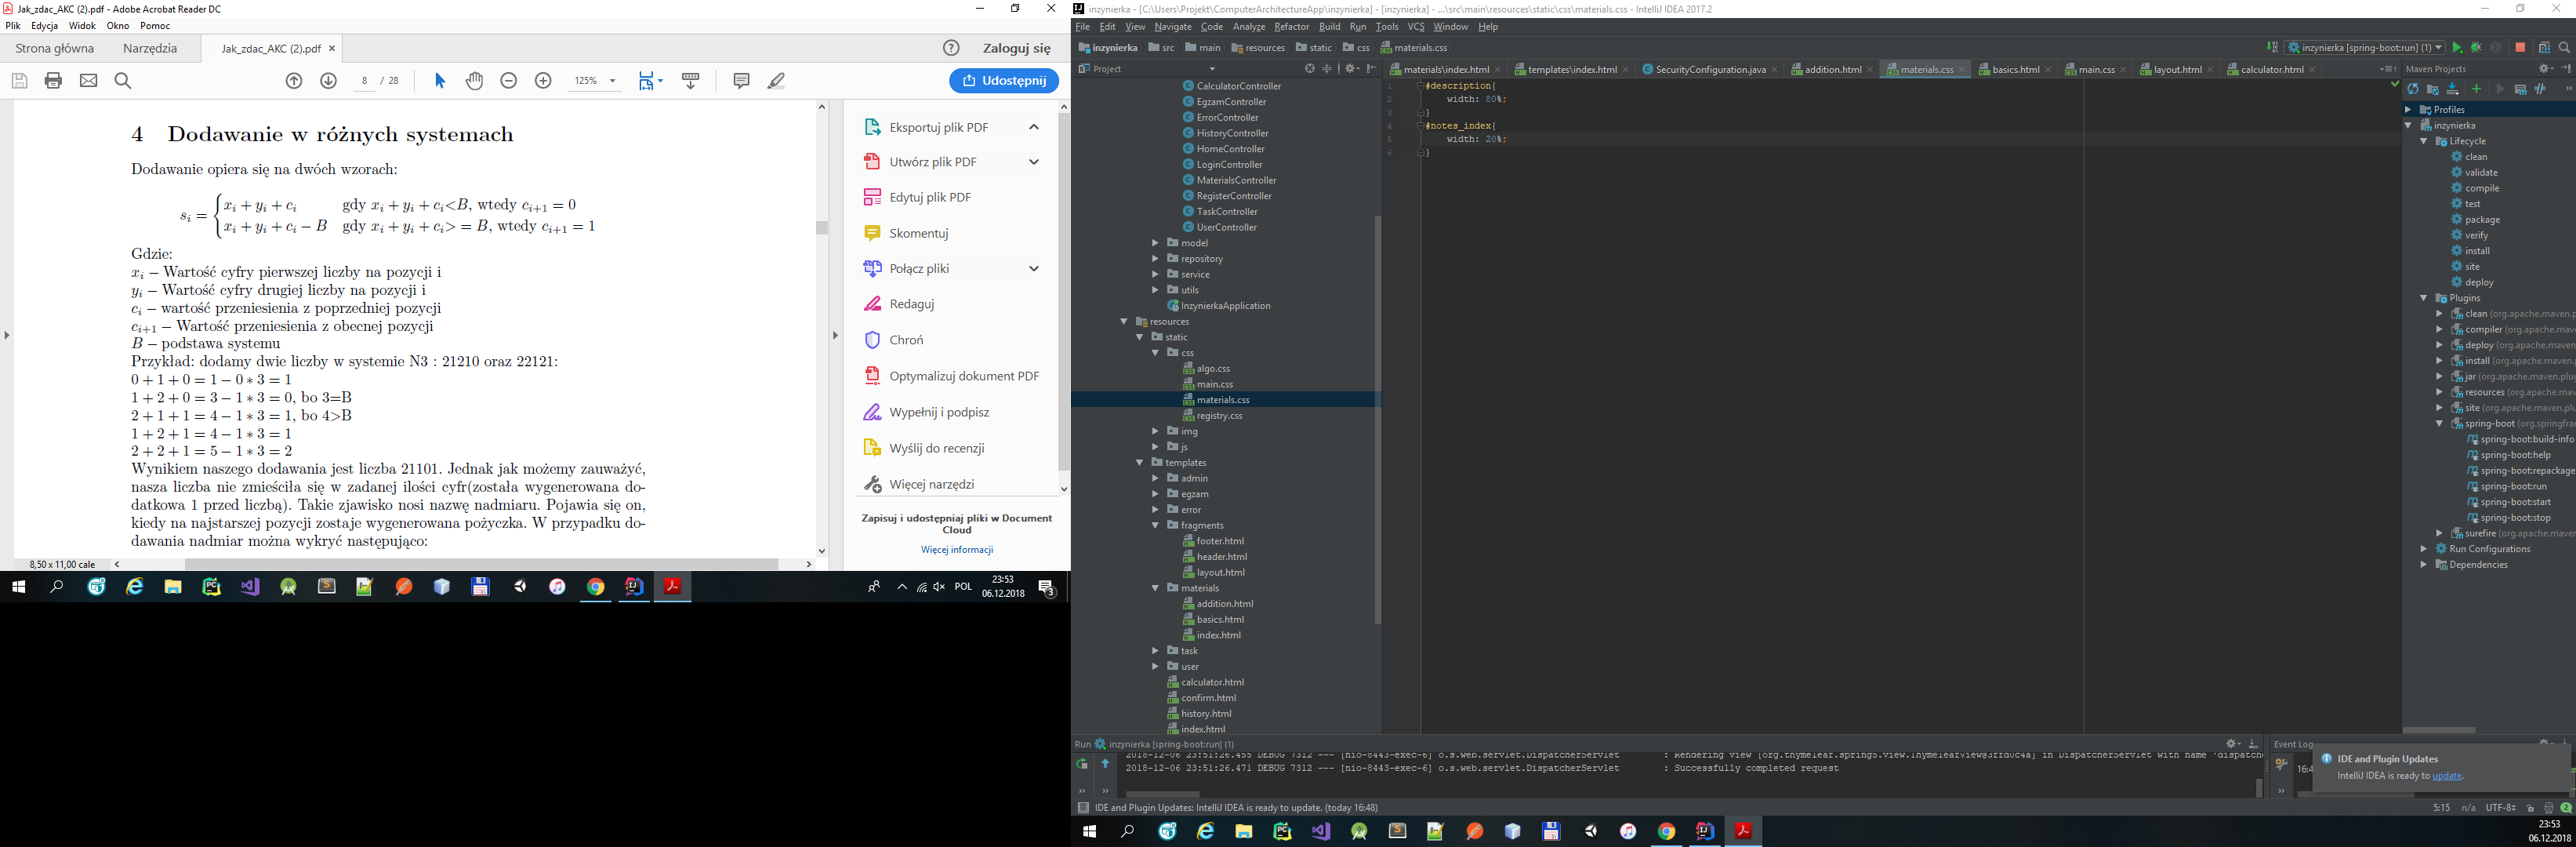 Jak_zdac_AKC (2).pdf - Adobe Acrobat Reader DC
Plik Edycja Widok Okno Pomoc
Strona główna Narzędzia Jak_zdac_AKC (2).pdf × Zaloguj się
8 / 28 125% Udostępnij
4 Dodawanie w różnych systemach
Dodawanie opiera się na dwóch wzorach:
s_i = { x_i + y_i + c_i gdy x_i + y_i + c_i<B, wtedy c_{i+1} = 0
x_i + y_i + c_i − B gdy x_i + y_i + c_i> = B, wtedy c_{i+1} = 1
Gdzie:
x_i – Wartość cyfry pierwszej liczby na pozycji i
y_i – Wartość cyfry drugiej liczby na pozycji i
c_i – wartość przeniesienia z poprzedniej pozycji
c_{i+1} – Wartość przeniesienia z obecnej pozycji
B – podstawa systemu
Przykład: dodamy dwie liczby w systemie N3 : 21210 oraz 22121:
0 + 1 + 0 = 1 − 0 ∗ 3 = 1
1 + 2 + 0 = 3 − 1 ∗ 3 = 0, bo 3=B
2 + 1 + 1 = 4 − 1 ∗ 3 = 1, bo 4>B
1 + 2 + 1 = 4 − 1 ∗ 3 = 1
2 + 2 + 1 = 5 − 1 ∗ 3 = 2
Wynikiem naszego dodawania jest liczba 21101. Jednak jak możemy zauważyć,
nasza liczba nie zmieściła się w zadanej ilości cyfr(została wygenerowana do-
datkowa 1 przed liczbą). Takie zjawisko nosi nazwę nadmiaru. Pojawia się on,
kiedy na najstarszej pozycji zostaje wygenerowana pożyczka. W przypadku do-
dawania nadmiar można wykryć następująco:
8,50 x 11,00 cale
Eksportuj plik PDF
Utwórz plik PDF
Edytuj plik PDF
Skomentuj
Połącz pliki
Redaguj
Chroń
Optymalizuj dokument PDF
Wypełnij i podpisz
Wyślij do recenzji
Więcej narzędzi
Zapisuj i udostępniaj pliki w Document
Cloud
Więcej informacji
POL 23:53
06.12.2018 3
inzynierka - [C:\Users\Projekt\ComputerArchitectureApp\inzynierka] - [inzynierka] - ...\src\main\resources\static\css\materials.css - IntelliJ IDEA 2017.2
File Edit View Navigate Code Analyze Refactor Build Run Tools VCS Window Help
inzynierka src main resources static css materials.css inzynierka [spring-boot:run] (1)
Project
CalculatorController
EgzamController
ErrorController
HistoryController
HomeController
LoginController
MaterialsController
RegisterController
TaskController
UserController
model
repository
service
utils
InzynierkaApplication
resources
static
css
algo.css
main.css
materials.css
registry.css
img
js
templates
admin
egzam
error
fragments
footer.html
header.html
layout.html
materials
addition.html
basics.html
index.html
task
user
calculator.html
confirm.html
history.html
index.html
materials\index.html templates\index.html SecurityConfiguration.java addition.html materials.css basics.html main.css layout.html calculator.html
1 #description{
2 width: 80%;
3 }
4 #notes_index{
5 width: 20%;
6 }
Maven Projects
Profiles
inzynierka
Lifecycle
clean
validate
compile
test
package
verify
install
site
deploy
Plugins
clean (org.apache.maven.p
compiler (org.apache.mave
deploy (org.apache.maven
install (org.apache.maven.
jar (org.apache.maven.plug
resources (org.apache.mav
site (org.apache.maven.plu
spring-boot (org.springfran
spring-boot:build-info
spring-boot:help
spring-boot:repackage
spring-boot:run
spring-boot:start
spring-boot:stop
surefire (org.apache.maven
Run Configurations
Dependencies
Run inzynierka [spring-boot:run] (1)
2018-12-06 23:51:26.455 DEBUG 7312 --- [nio-8443-exec-6] o.s.web.servlet.DispatcherServlet : Rendering view [org.thymeleaf.spring5.view.ThymeleafView@3ffd0c4a] in DispatcherServlet with name 'dispatche
2018-12-06 23:51:26.471 DEBUG 7312 --- [nio-8443-exec-6] o.s.web.servlet.DispatcherServlet : Successfully completed request
Event Log
16:4
IDE and Plugin Updates
IntelliJ IDEA is ready to update.
IDE and Plugin Updates: IntelliJ IDEA is ready to update. (today 16:48)
5:15 n/a UTF-8
23:53
06.12.2018